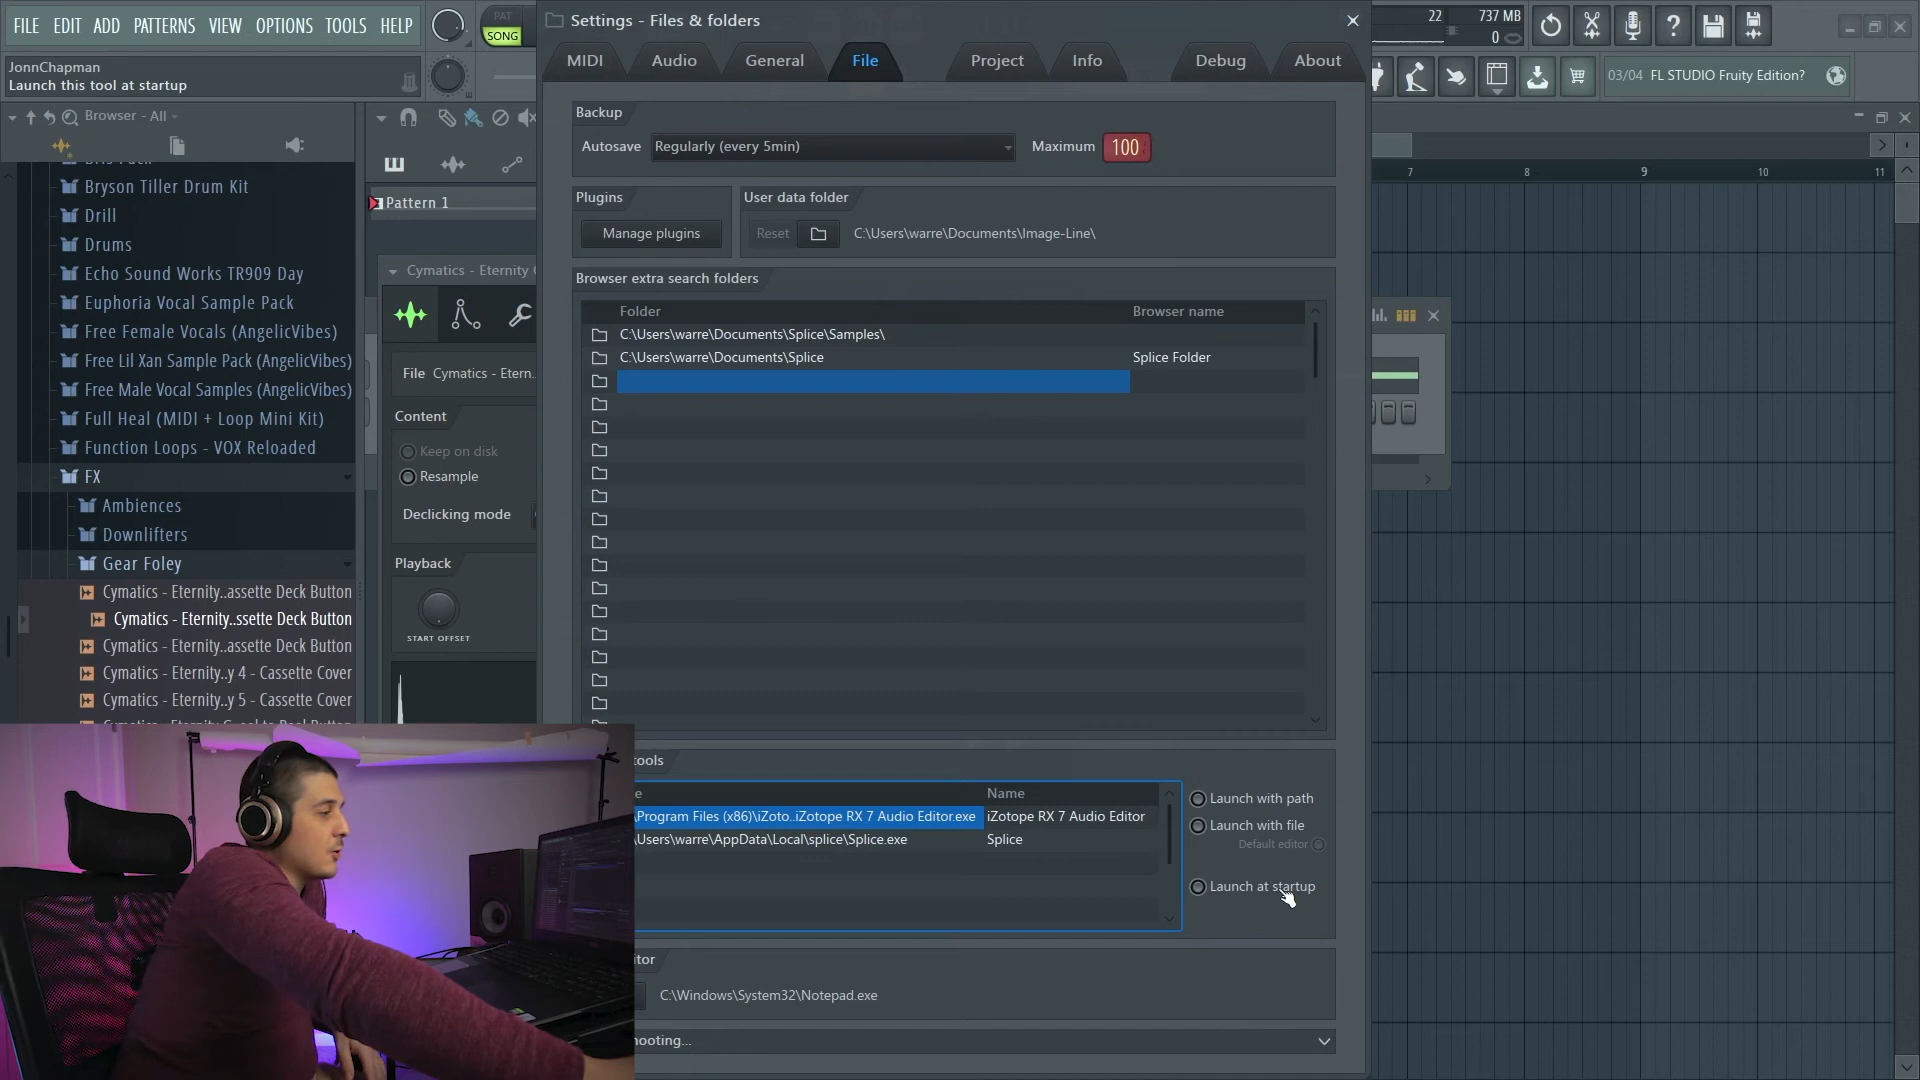 FILE EDIT ADD PATTERNS VIEW OPTIONS TOOLS HELP
PAT
SONG
Settings - Files & folders
22
737 MB
0
JonnChapman
Launch this tool at startup
MIDI
Audio
General
File
Project
Info
Debug
About
03/04 FL STUDIO Fruity Edition?
Browser - All
Bryson Tiller Drum Kit
Drill
Drums
Echo Sound Works TR909 Day
Euphoria Vocal Sample Pack
Free Female Vocals (AngelicVibes)
Free Lil Xan Sample Pack (AngelicVibes)
Free Male Vocal Samples (AngelicVibes)
Full Heal (MIDI + Loop Mini Kit)
Function Loops - VOX Reloaded
FX
Ambiences
Downlifters
Gear Foley
Cymatics - Eternity..assette Deck Button
Cymatics - Eternity..ssette Deck Button
Cymatics - Eternity..assette Deck Button
Cymatics - Eternity..y 4 - Cassette Cover
Cymatics - Eternity..y 5 - Cassette Cover
Pattern 1
Cymatics - Eternity
File Cymatics - Etern..
Content
Keep on disk
Resample
Declicking mode
Playback
START OFFSET
Backup
Autosave
Regularly (every 5min)
Maximum
100
Plugins
Manage plugins
User data folder
Reset
C:\Users\warre\Documents\Image-Line\
Browser extra search folders
Folder
Browser name
C:\Users\warre\Documents\Splice\Samples\
C:\Users\warre\Documents\Splice
Splice Folder
tools
e
Name
\Program Files (x86)\iZoto..iZotope RX 7 Audio Editor.exe
iZotope RX 7 Audio Editor
\Users\warre\AppData\Local\splice\Splice.exe
Splice
Launch with path
Launch with file
Default editor
Launch at startup
itor
C:\Windows\System32\Notepad.exe
hooting...
7
8
9
10
11